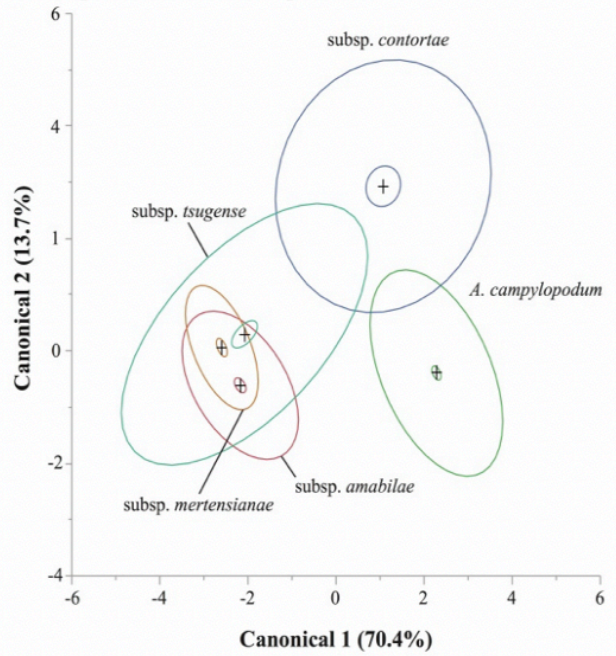 6
subsp. contortae
4
subsp. tsugense
1
A. campylopodum
0
-2
subsp. amabilae
subsp. mertensianae
-4
-6 -4 -2 0 2 4 6
Canonical 1 (70.4%)
Canonical 2 (13.7%)